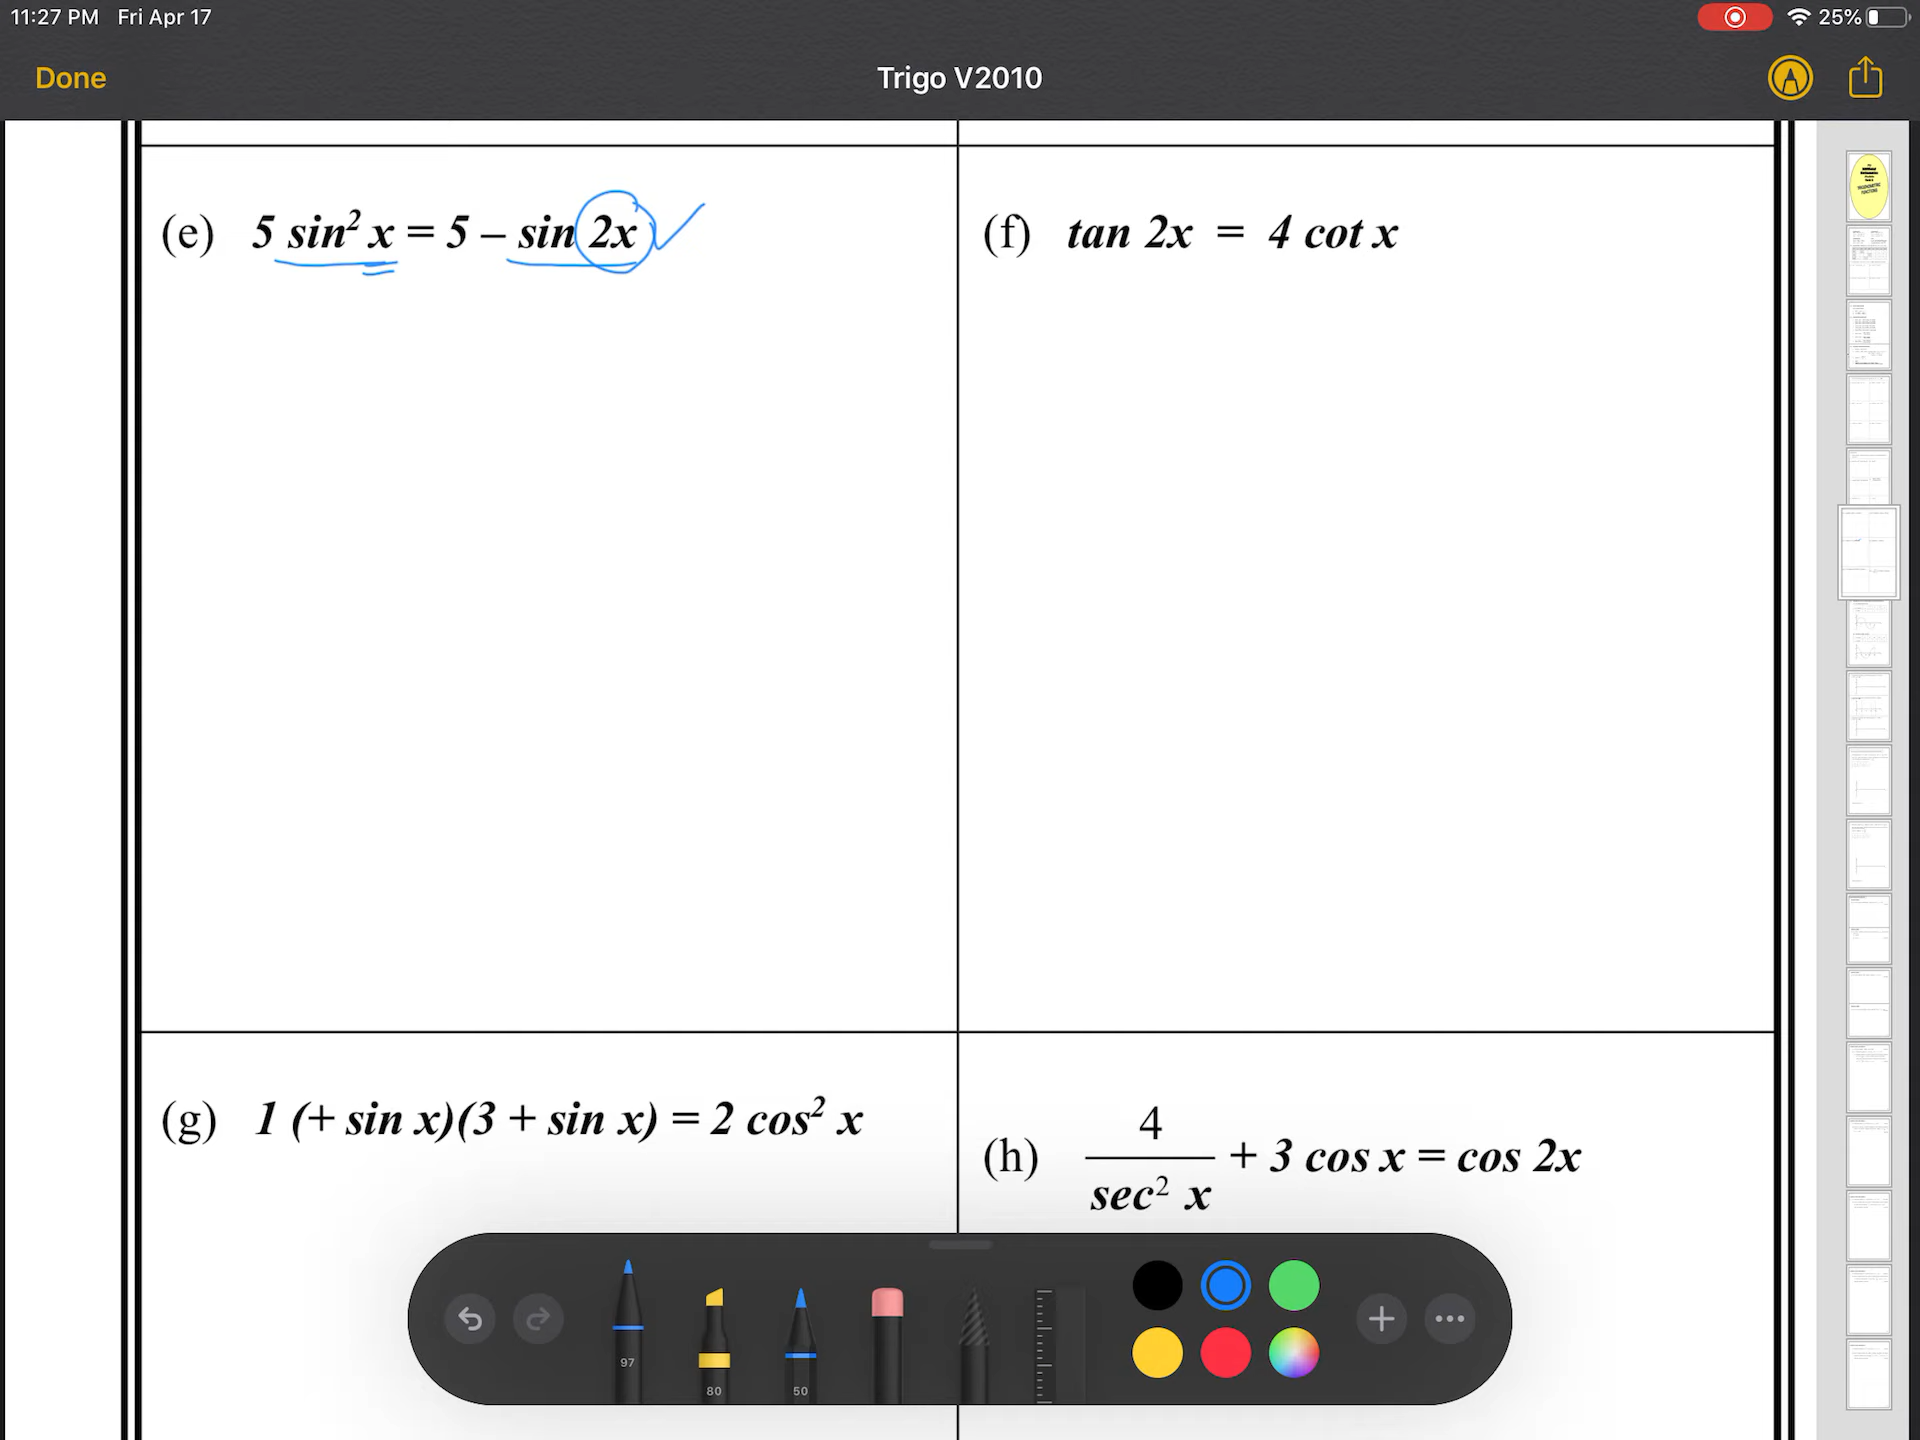 11:27 PM Fri Apr 17 25%
Done Trigo V2010
(e) 5 sin² x = 5 – sin 2x
(f) tan 2x = 4 cot x
(g) 1 (+ sin x)(3 + sin x) = 2 cos² x
(h) 4 / sec² x + 3 cos x = cos 2x
97 80 50